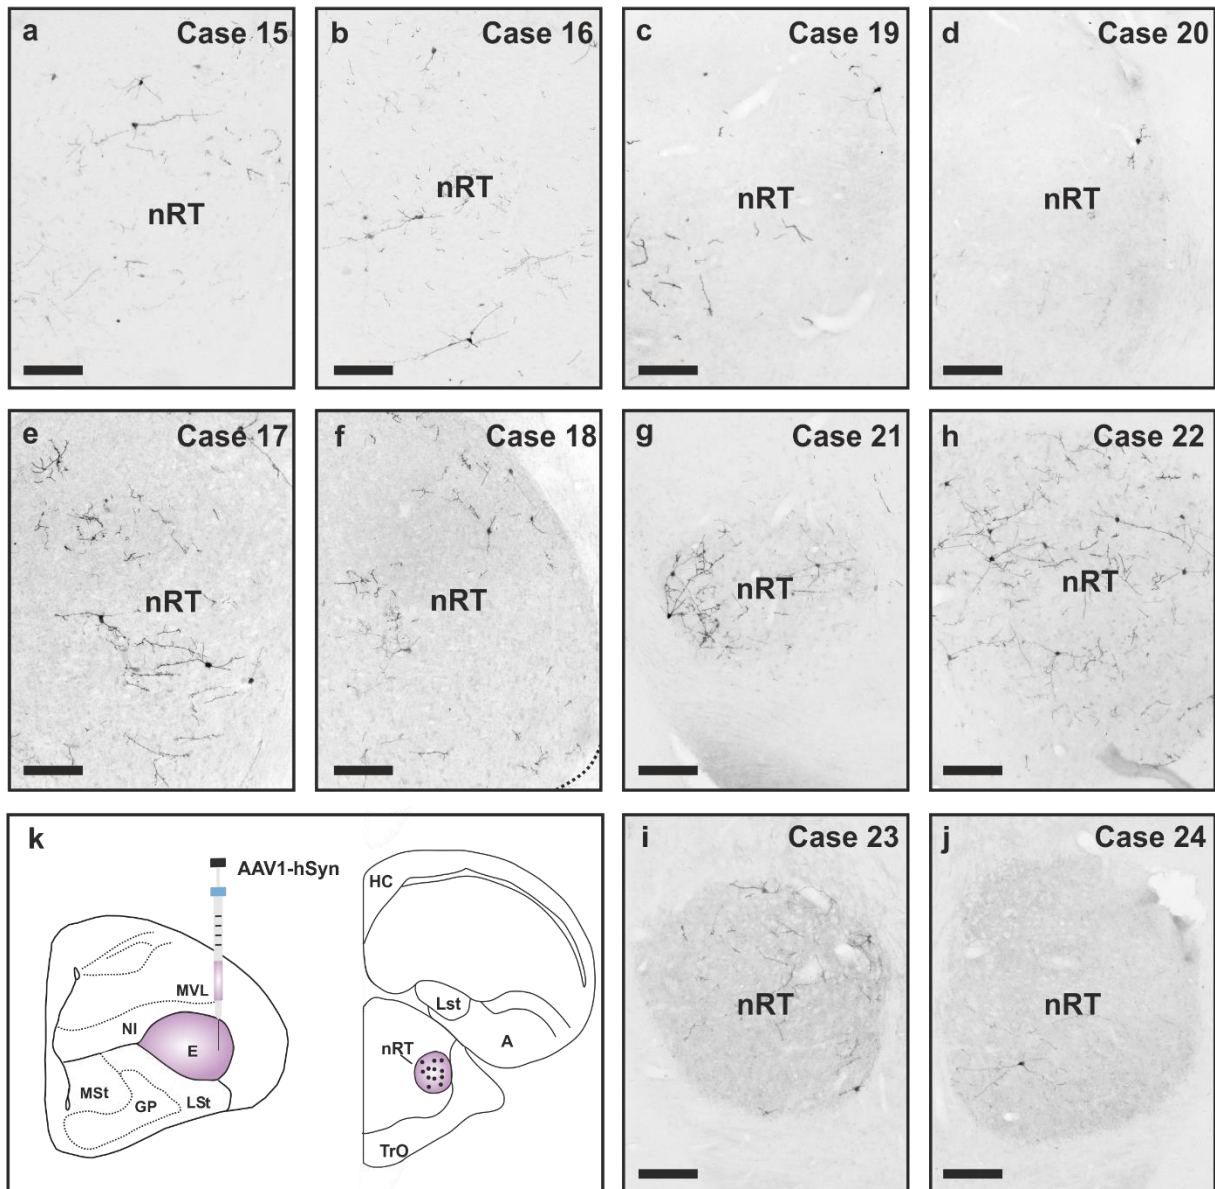 a Case 15
nRT
b Case 16
nRT
c Case 19
nRT
d Case 20
nRT
e Case 17
nRT
f Case 18
nRT
g Case 21
nRT
h Case 22
nRT
k
AAV1-hSyn
MVL
NI
E
MSt
GP
LSt
HC
Lst
A
nRT
TrO
i Case 23
nRT
j Case 24
nRT